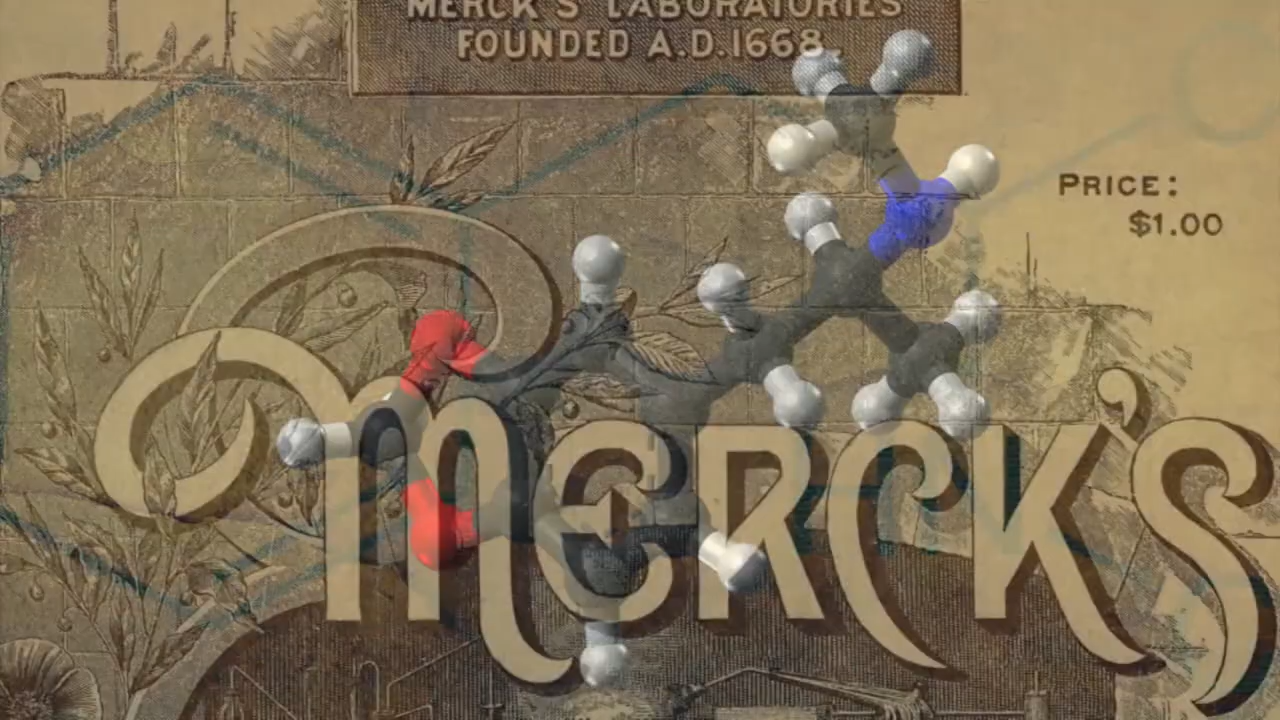 MERCK'S LABORATORIES
FOUNDED A.D.1668.
PRICE:
$1.00
MERCK'S